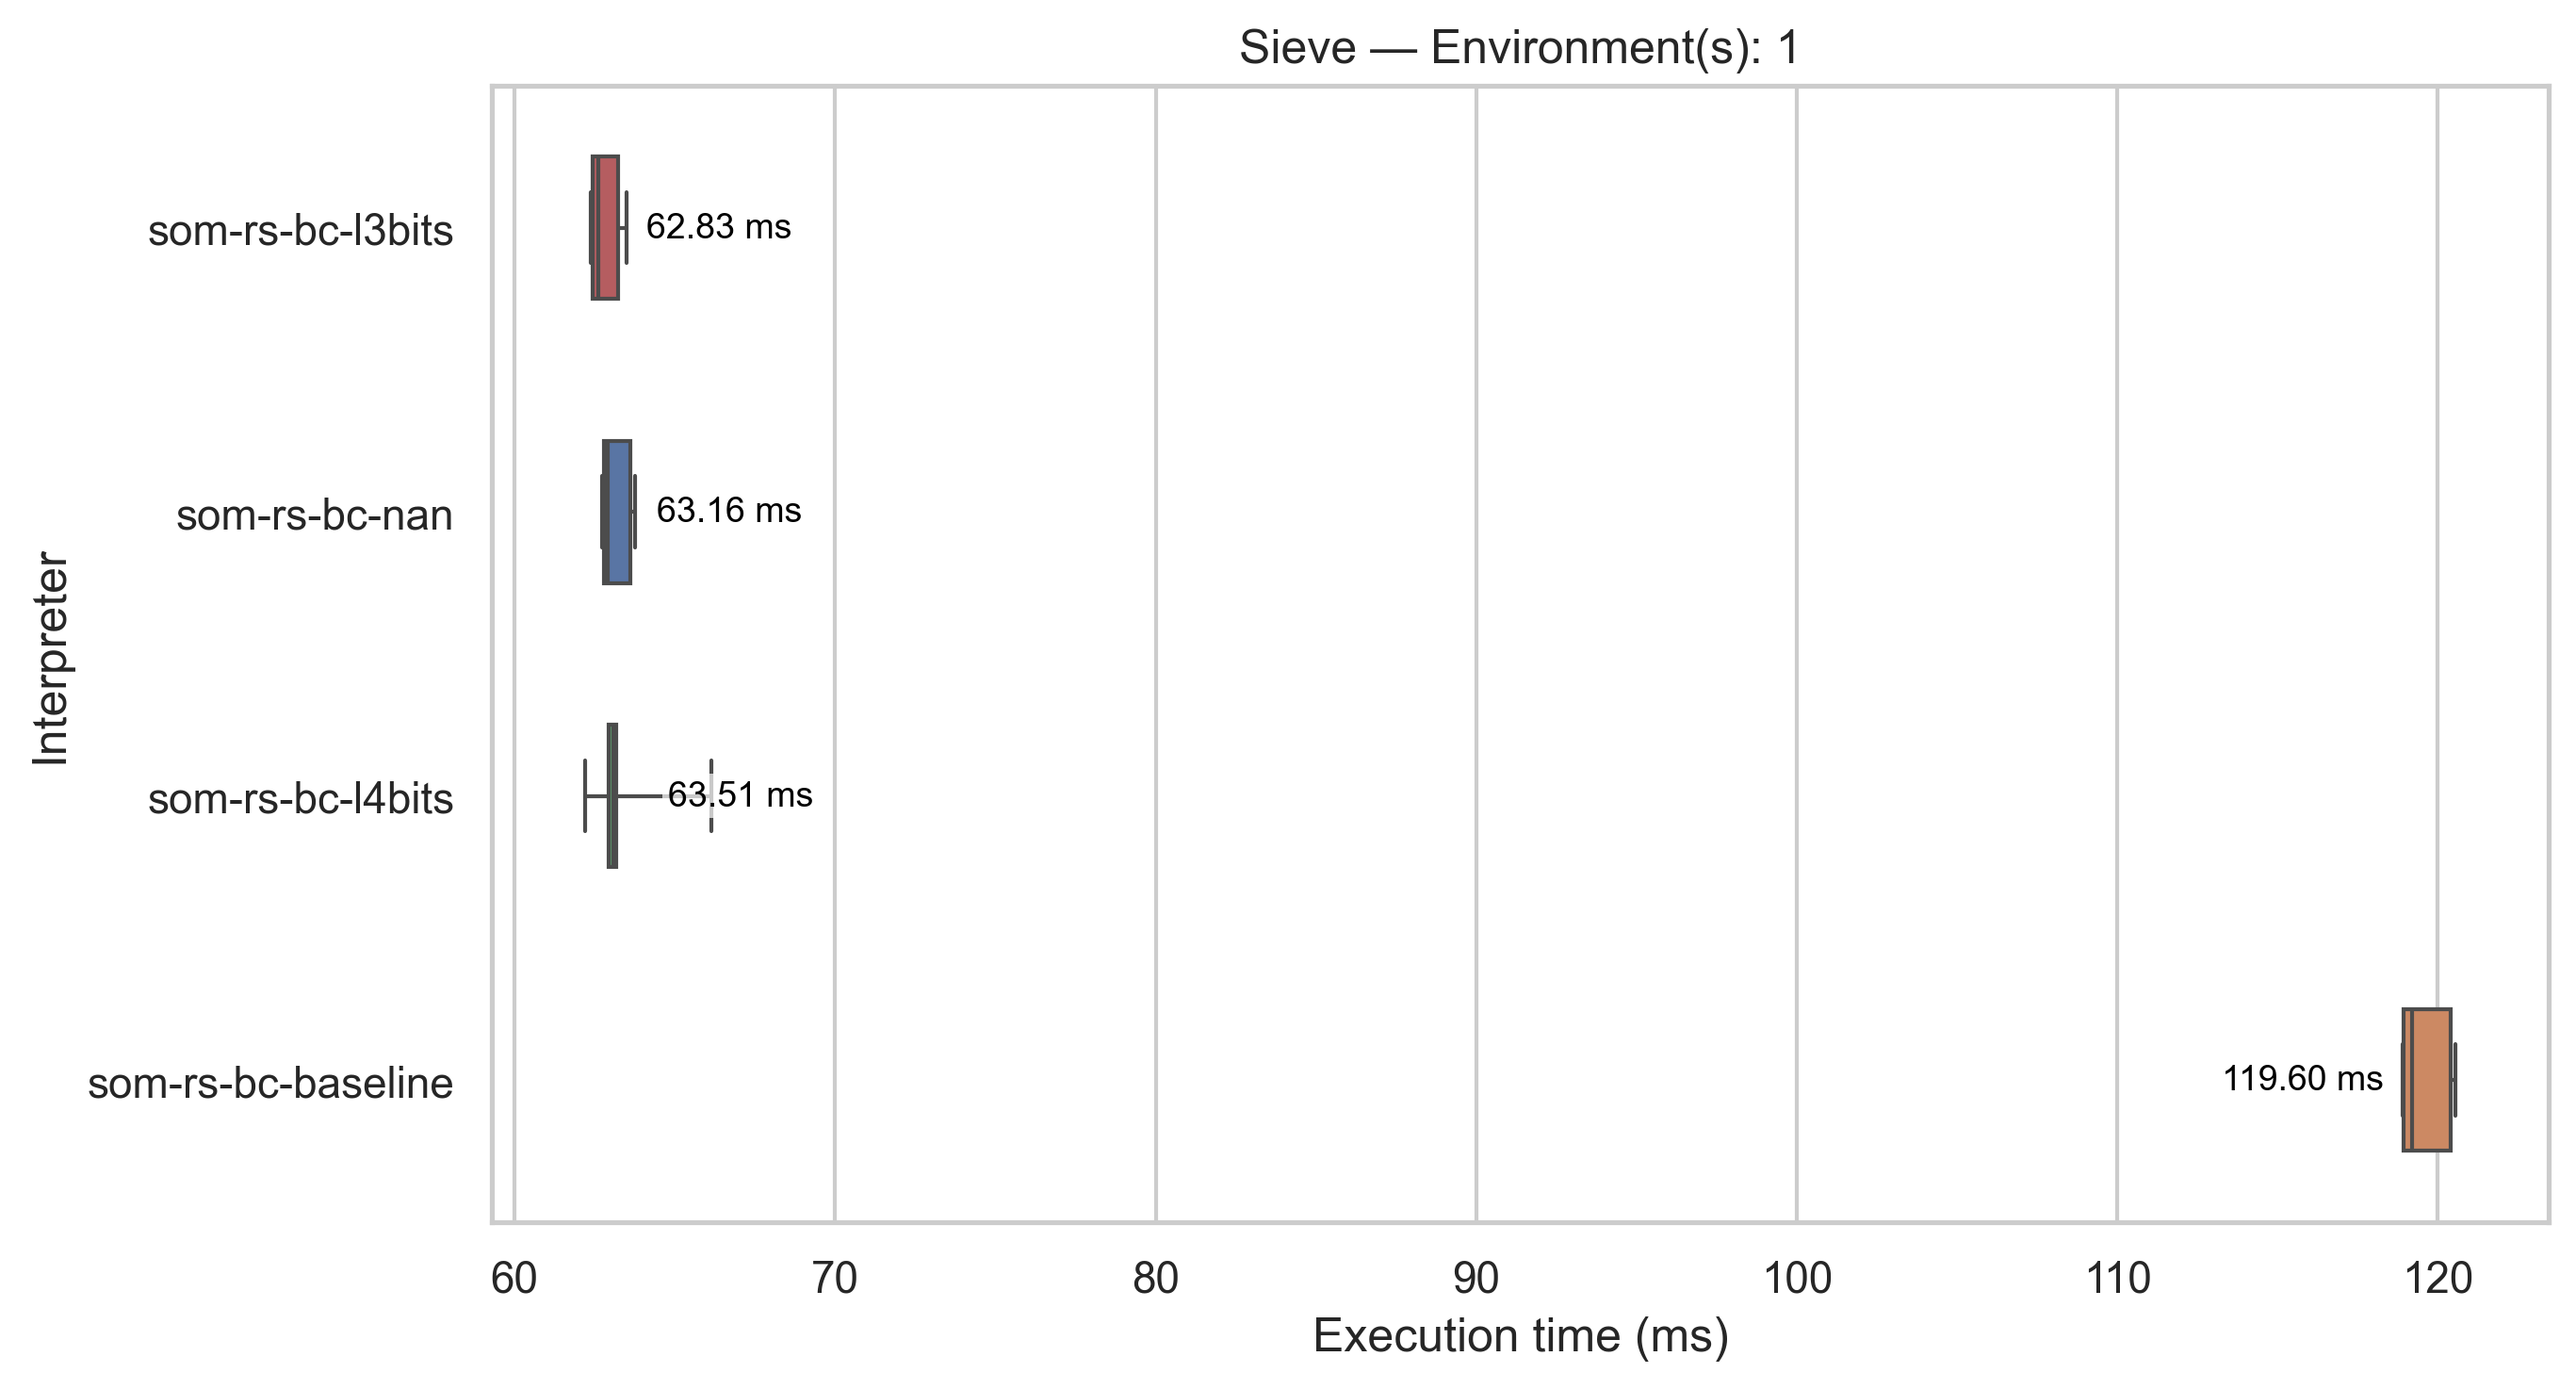 Sieve — Environment(s): 1
som-rs-bc-l3bits
62.83 ms
som-rs-bc-nan
63.16 ms
Interpreter
som-rs-bc-l4bits
63.51 ms
som-rs-bc-baseline
119.60 ms
60 70 80 90 100 110 120
Execution time (ms)